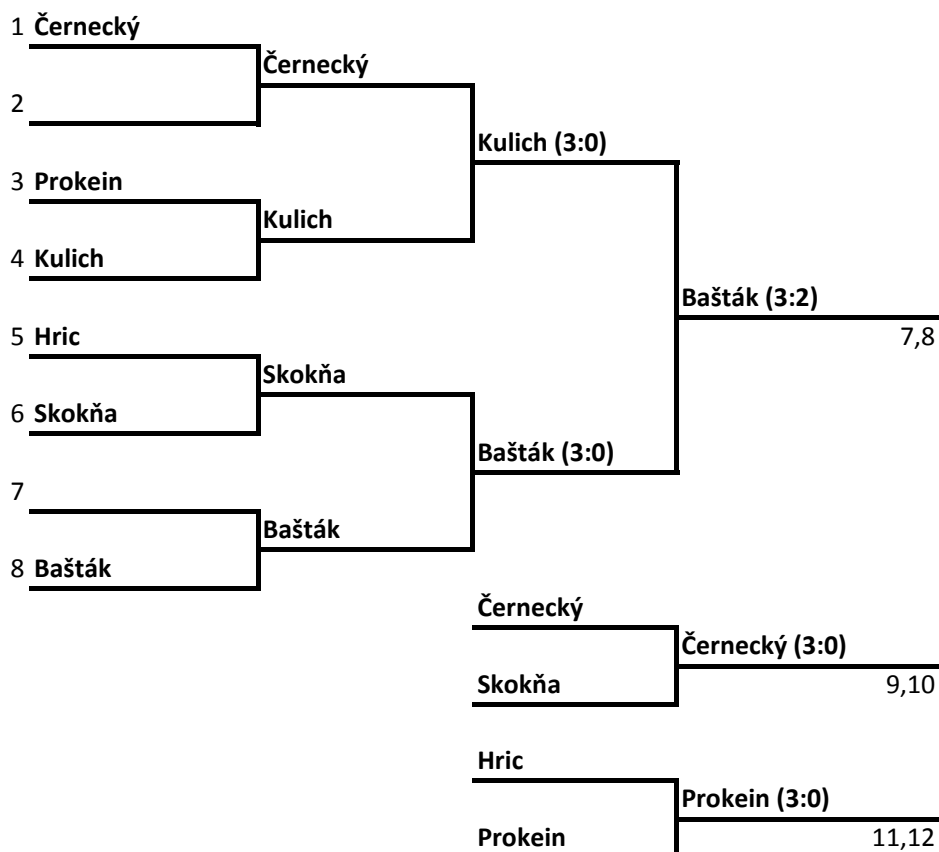 1 Černecký
Černecký
2
Kulich (3:0)
3 Prokein
Kulich
4 Kulich
Bašták (3:2)
5 Hric
7,8
Skokňa
6 Skokňa
Bašták (3:0)
7
Bašták
8 Bašták
Černecký
Černecký (3:0)
Skokňa
9,10
Hric
Prokein (3:0)
Prokein
11,12